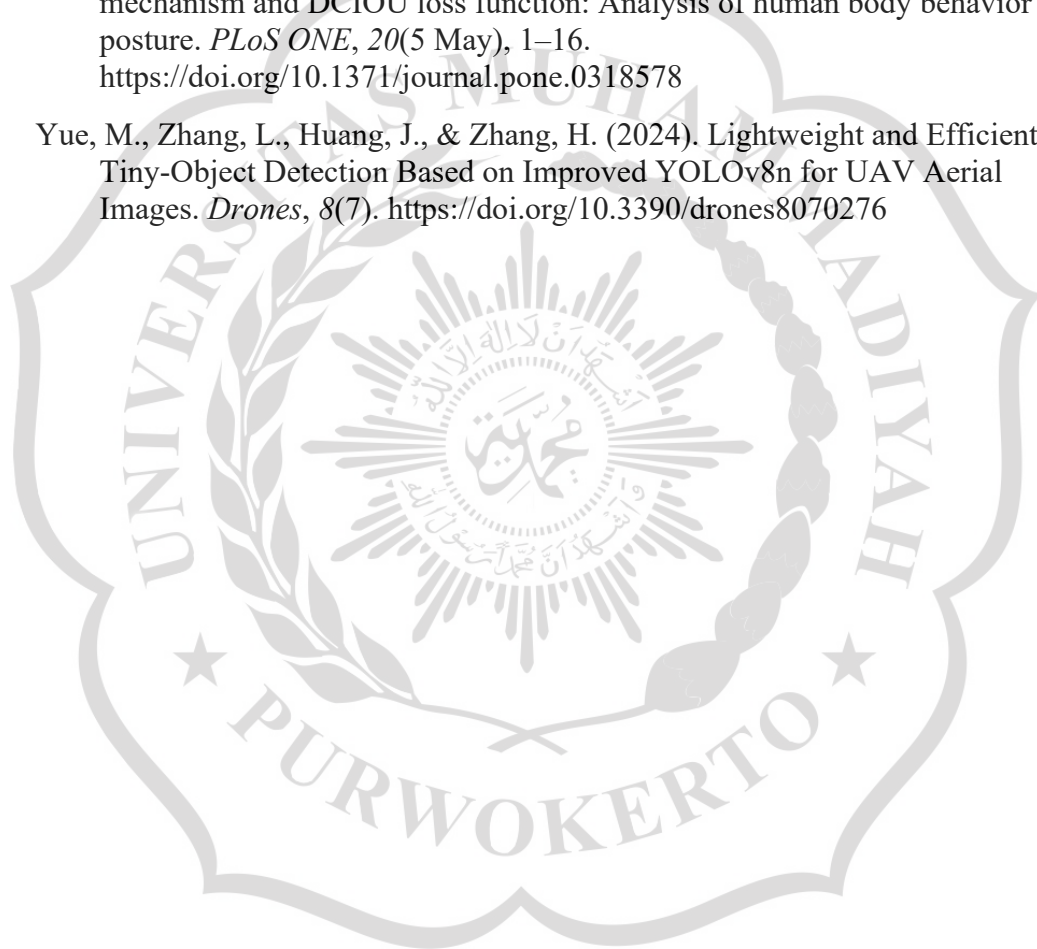 mechanism and DCIOU loss function: Analysis of human body behavior
posture. PLoS ONE, 20(5 May), 1–16.
https://doi.org/10.1371/journal.pone.0318578
Yue, M., Zhang, L., Huang, J., & Zhang, H. (2024). Lightweight and Efficient
Tiny-Object Detection Based on Improved YOLOv8n for UAV Aerial
Images. Drones, 8(7). https://doi.org/10.3390/drones8070276
UNIVERSITAS MUHAMMADIYAH
أَشْهَدُ أَنْ لَا إِلٰهَ إِلَّا اللهُ
مُحَمَّدِيَّة
وَأَشْهَدُ أَنَّ مُحَمَّدًا رَسُولُ اللهِ
PURWOKERTO